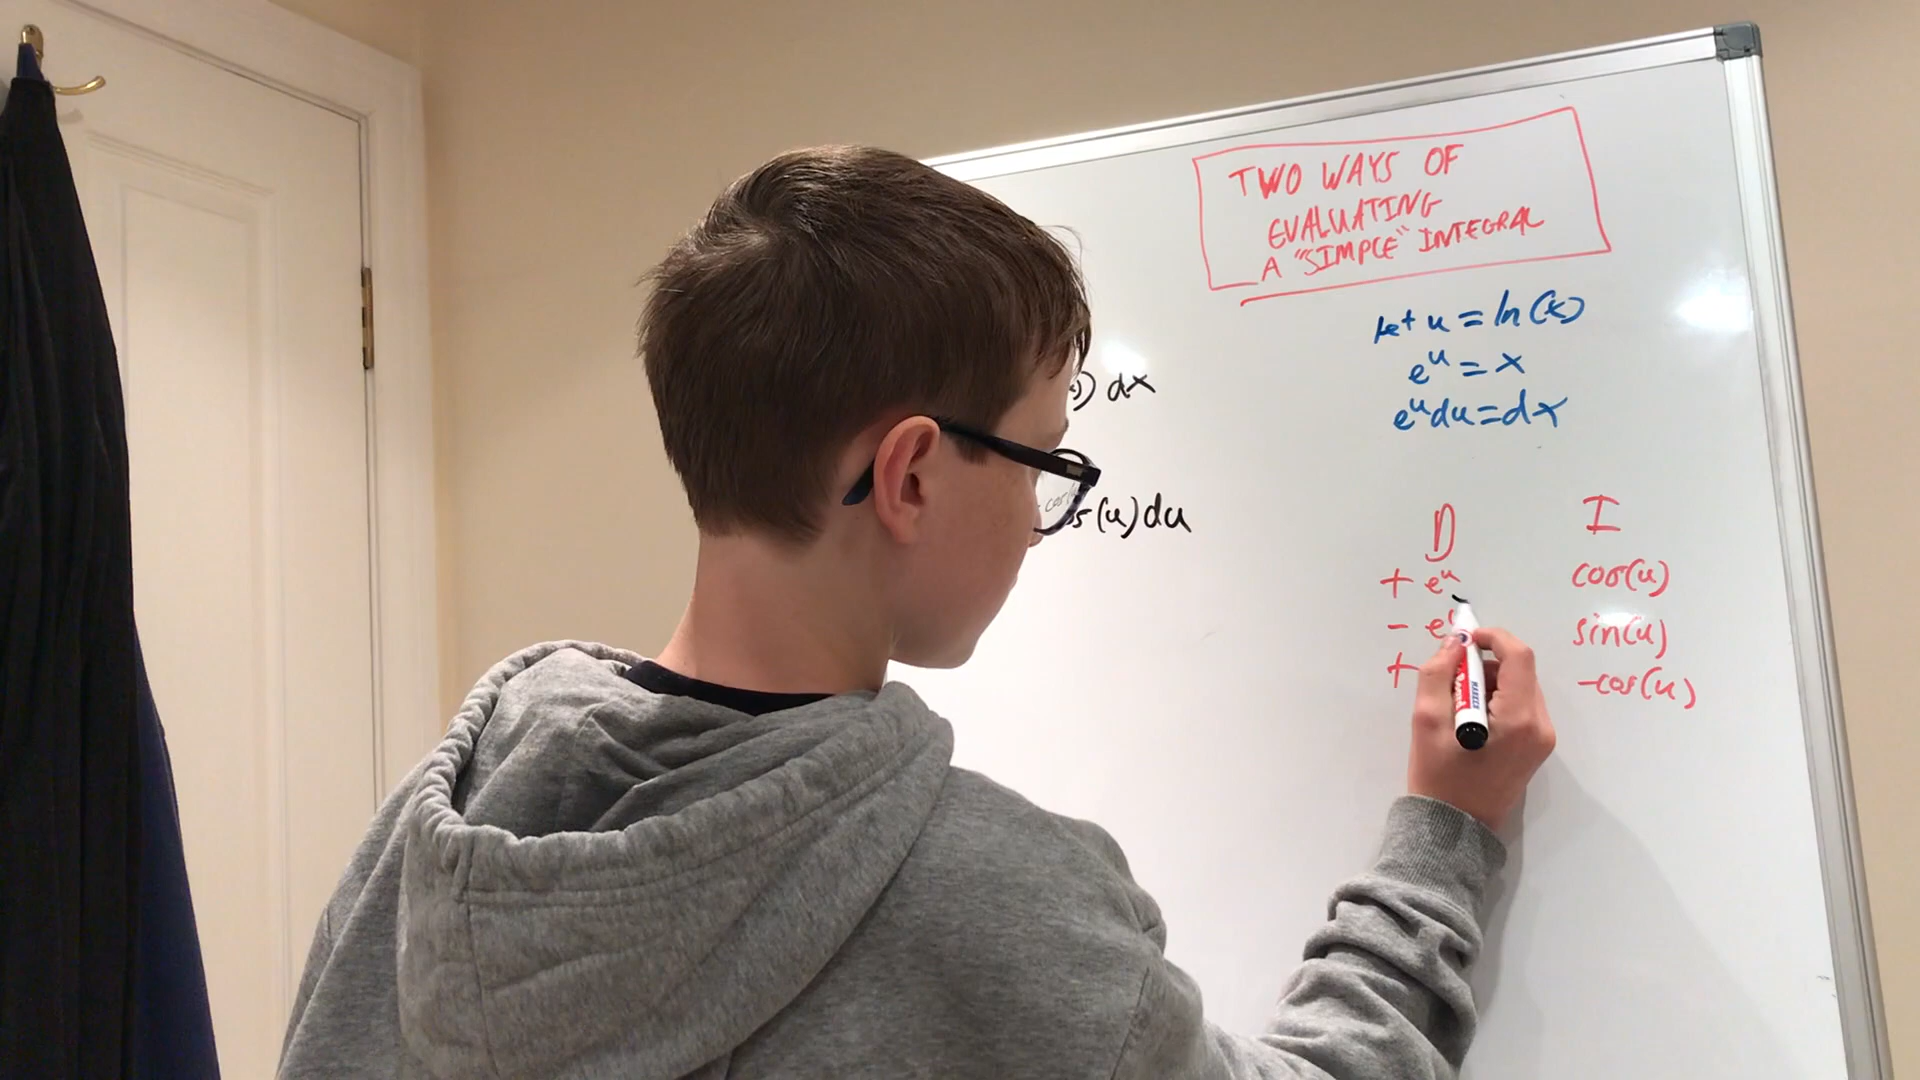 TWO WAYS OF
EVALUATING
A "SIMPLE" INTEGRAL
let u = ln(x)
e^u = x
e^u du = dx
) dx
s(u) du
D I
+ e^u cos(u)
- e sin(u)
+ -cos(u)